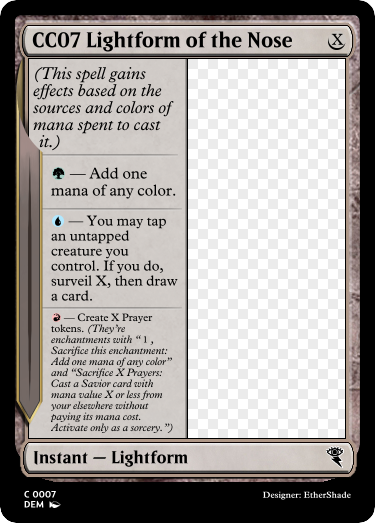 CC07 Lightform of the Nose X
(This spell gains
effects based on the
sources and colors of
mana spent to cast
it.)
— Add one
mana of any color.
— You may tap
an untapped
creature you
control. If you do,
surveil X, then draw
a card.
— Create X Prayer
tokens. (They're
enchantments with “ 1 ,
Sacrifice this enchantment:
Add one mana of any color”
and “Sacrifice X Prayers:
Cast a Savior card with
mana value X or less from
your elsewhere without
paying its mana cost.
Activate only as a sorcery.”)
Instant — Lightform
C 0007
DEM
Designer: EtherShade